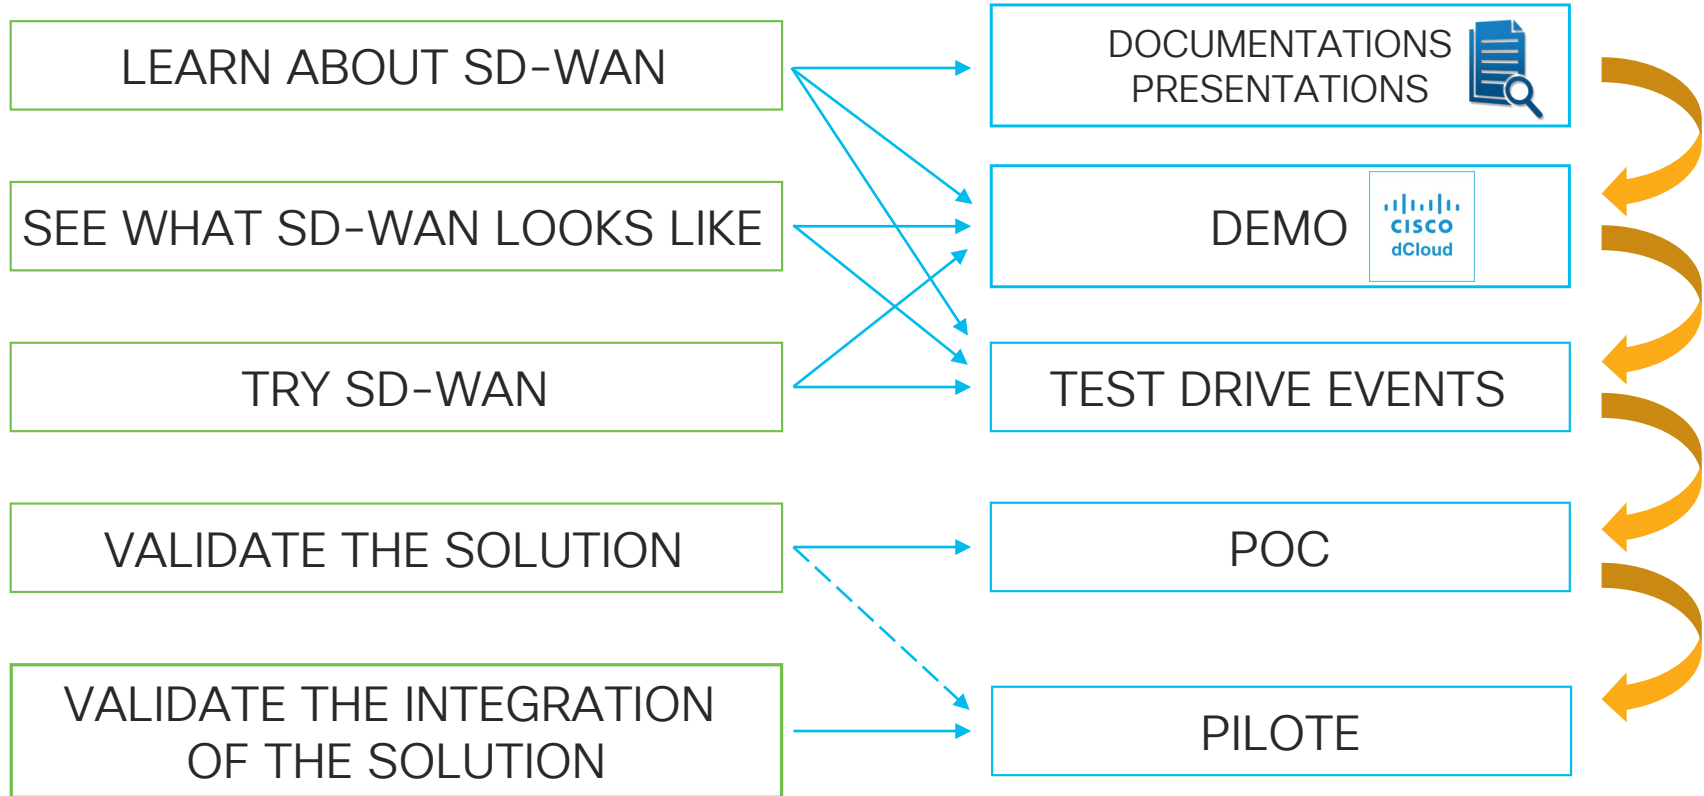 LEARN ABOUT SD-WAN
DOCUMENTATIONS
PRESENTATIONS
SEE WHAT SD-WAN LOOKS LIKE
DEMO
CISCO
dCloud
TRY SD-WAN
TEST DRIVE EVENTS
VALIDATE THE SOLUTION
POC
VALIDATE THE INTEGRATION
OF THE SOLUTION
PILOTE